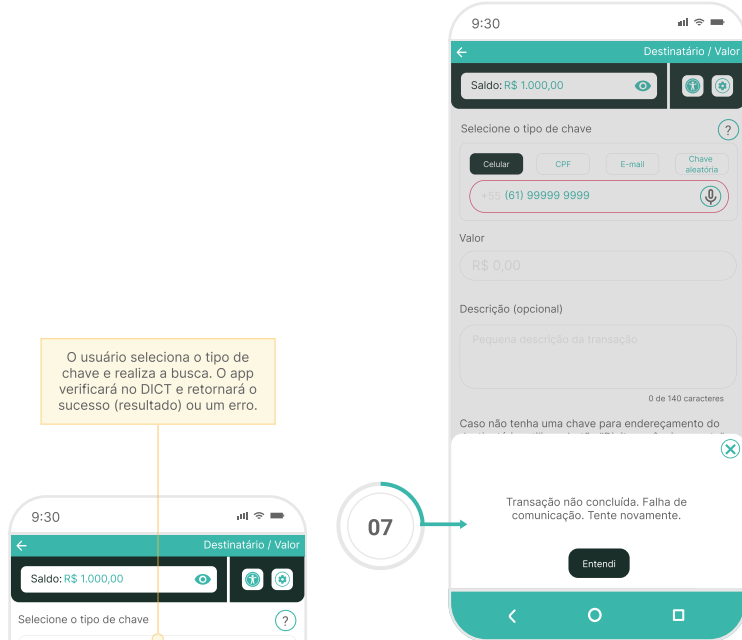 9:30
Destinatário / Valor
Saldo: R$ 1.000,00
Selecione o tipo de chave
?
Celular
CPF
E-mail
Chave
aleatória
+55 (61) 99999 9999
Valor
R$ 0,00
Descrição (opcional)
Pequena descrição da transação
0 de 140 caracteres
Caso não tenha uma chave para endereçamento do
Transação não concluída. Falha de
comunicação. Tente novamente.
Entendi
07
O usuário seleciona o tipo de
chave e realiza a busca. O app
verificará no DICT e retornará o
sucesso (resultado) ou um erro.
9:30
Destinatário / Valor
Saldo: R$ 1.000,00
Selecione o tipo de chave
?